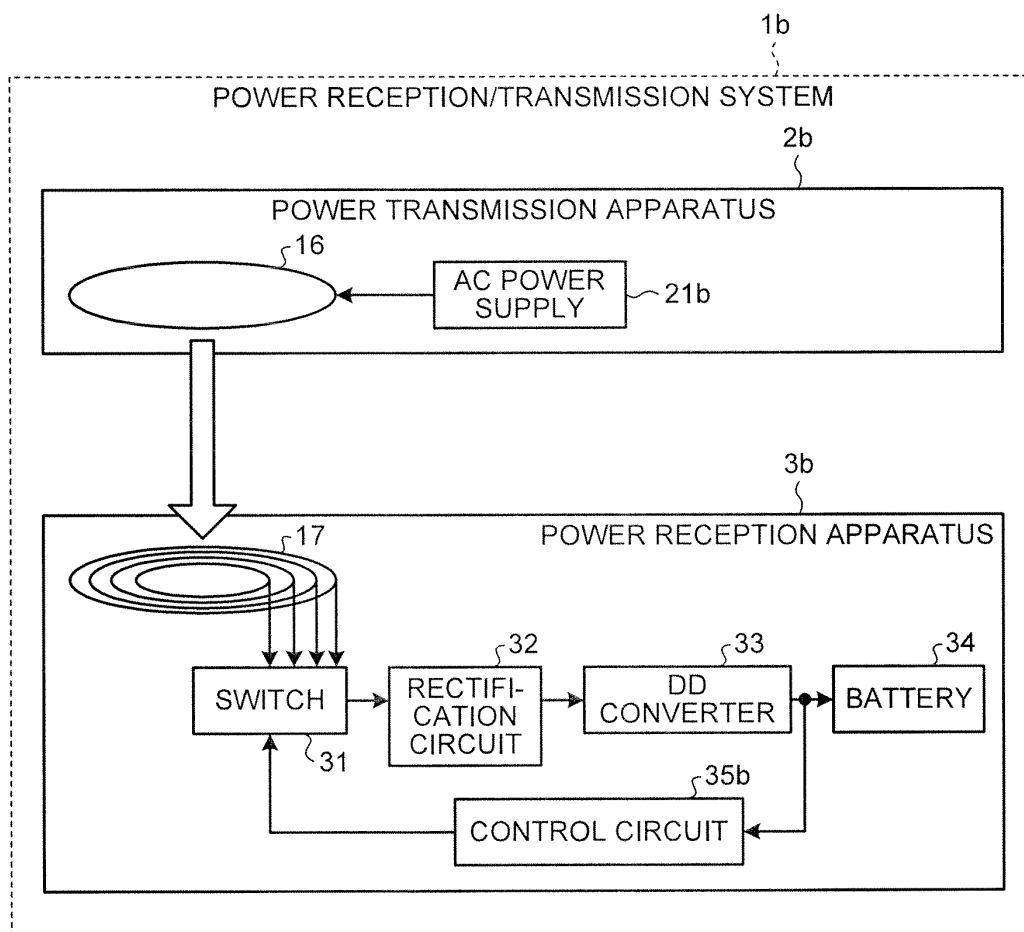 1b
POWER RECEPTION/TRANSMISSION SYSTEM
2b
POWER TRANSMISSION APPARATUS
16
AC POWER
SUPPLY
21b
3b
POWER RECEPTION APPARATUS
17
32
33
34
SWITCH
RECTIFI-
CATION
CIRCUIT
DD
CONVERTER
BATTERY
31
35b
CONTROL CIRCUIT